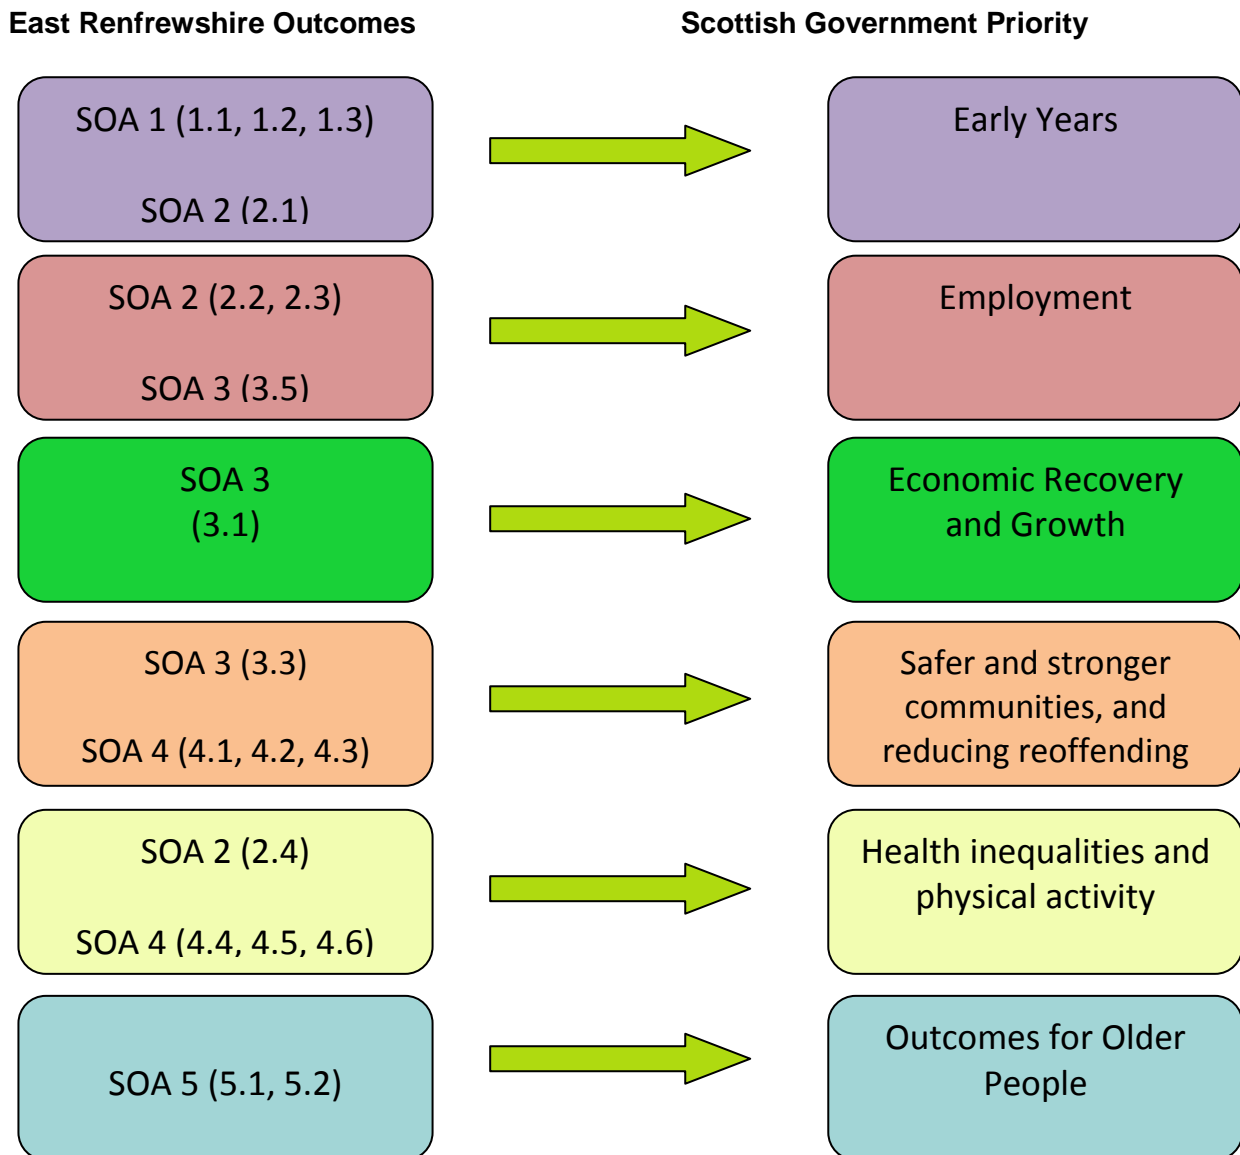 East Renfrewshire Outcomes
Scottish Government Priority
SOA 1 (1.1, 1.2, 1.3)
SOA 2 (2.1)
Early Years
SOA 2 (2.2, 2.3)
SOA 3 (3.5)
Employment
SOA 3
(3.1)
Economic Recovery
and Growth
SOA 3 (3.3)
SOA 4 (4.1, 4.2, 4.3)
Safer and stronger
communities, and
reducing reoffending
SOA 2 (2.4)
SOA 4 (4.4, 4.5, 4.6)
Health inequalities and
physical activity
SOA 5 (5.1, 5.2)
Outcomes for Older
People